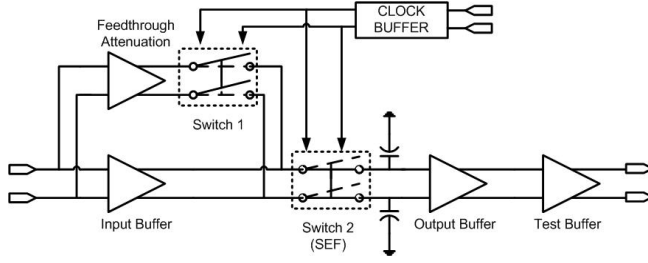 Feedthrough
Attenuation
CLOCK
BUFFER
Switch 1
Input Buffer
Switch 2
(SEF)
Output Buffer
Test Buffer